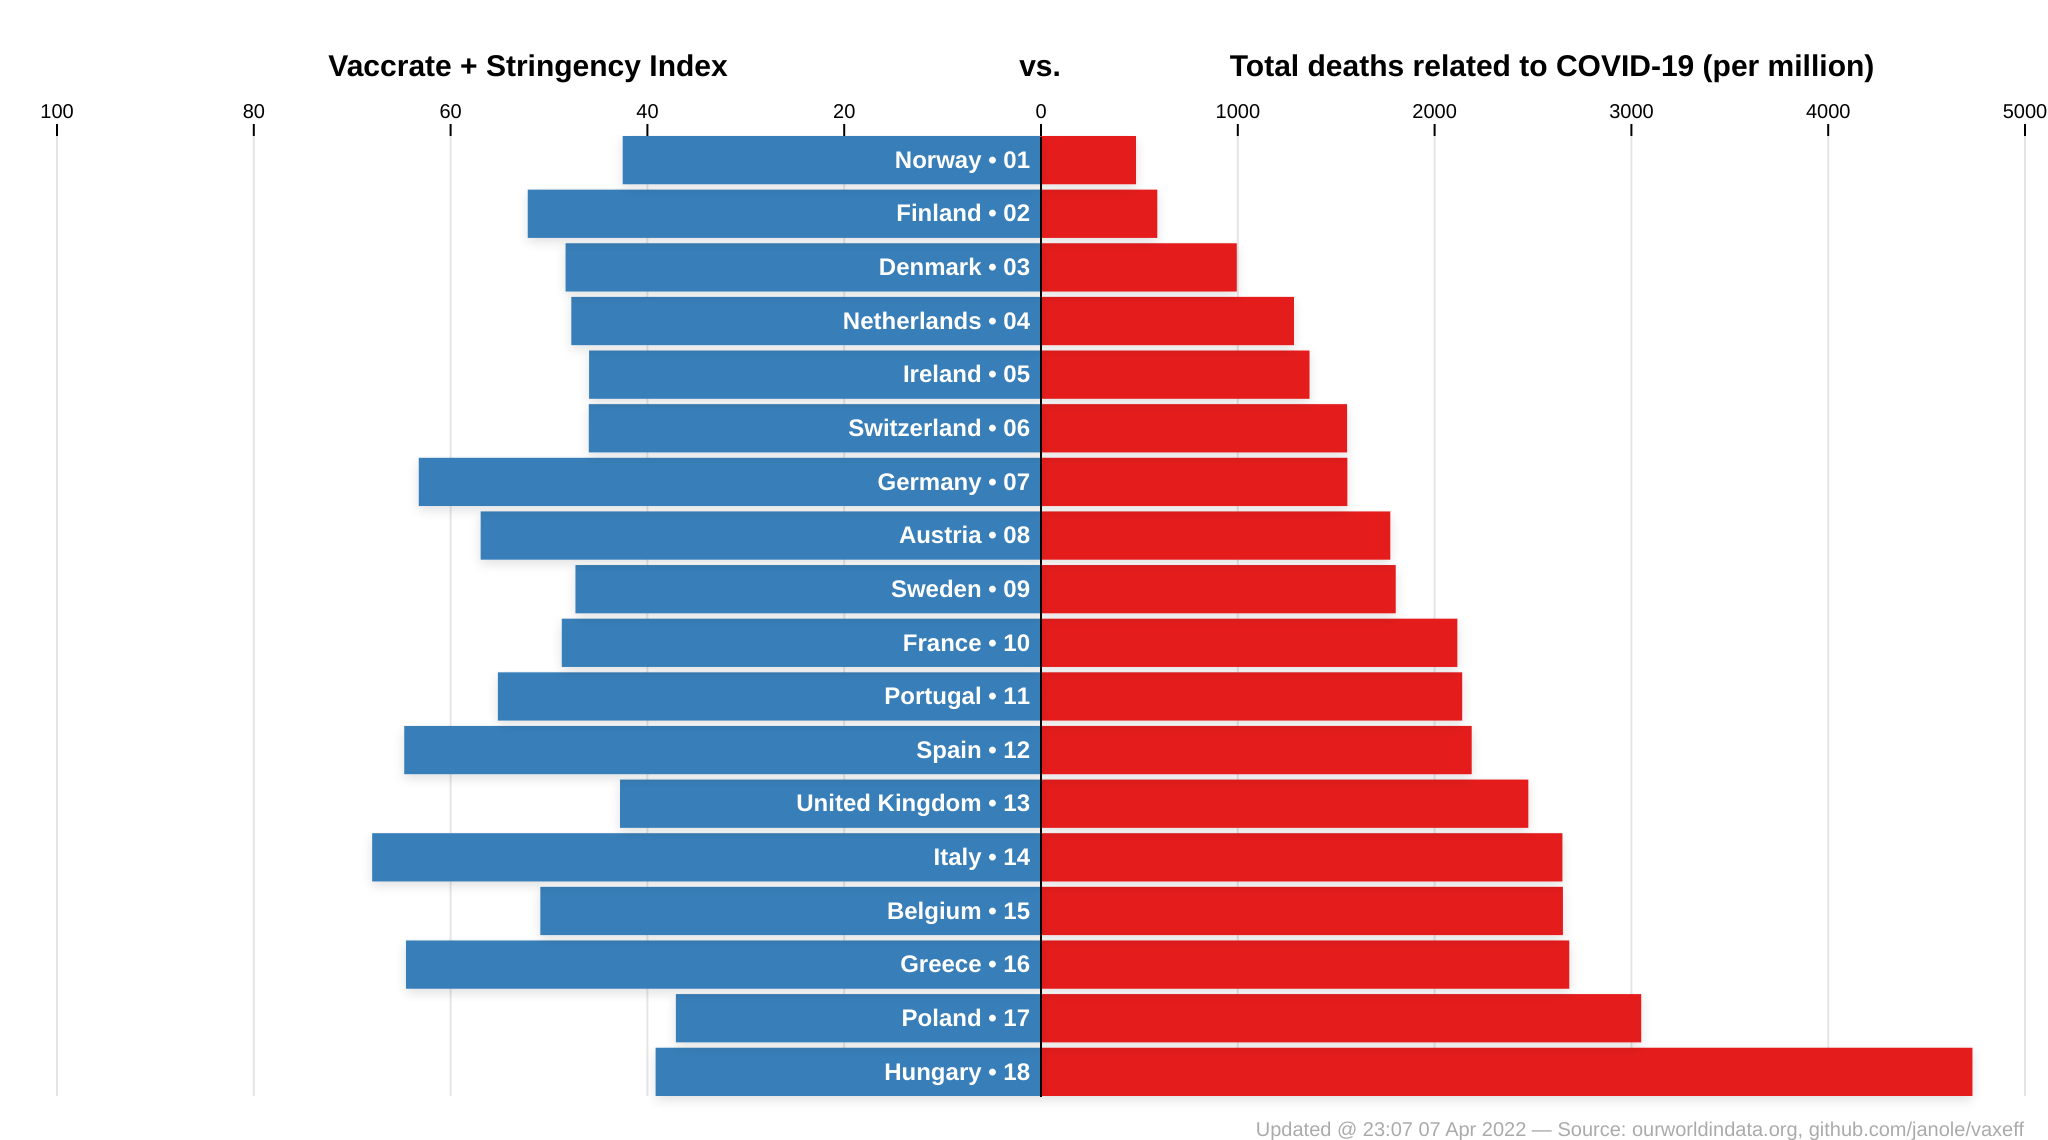 Vaccrate + Stringency Index vs. Total deaths related to COVID-19 (per million)
100 80 60 40 20 0 1000 2000 3000 4000 5000
Norway • 01
Finland • 02
Denmark • 03
Netherlands • 04
Ireland • 05
Switzerland • 06
Germany • 07
Austria • 08
Sweden • 09
France • 10
Portugal • 11
Spain • 12
United Kingdom • 13
Italy • 14
Belgium • 15
Greece • 16
Poland • 17
Hungary • 18
Updated @ 23:07 07 Apr 2022 — Source: ourworldindata.org, github.com/janole/vaxeff